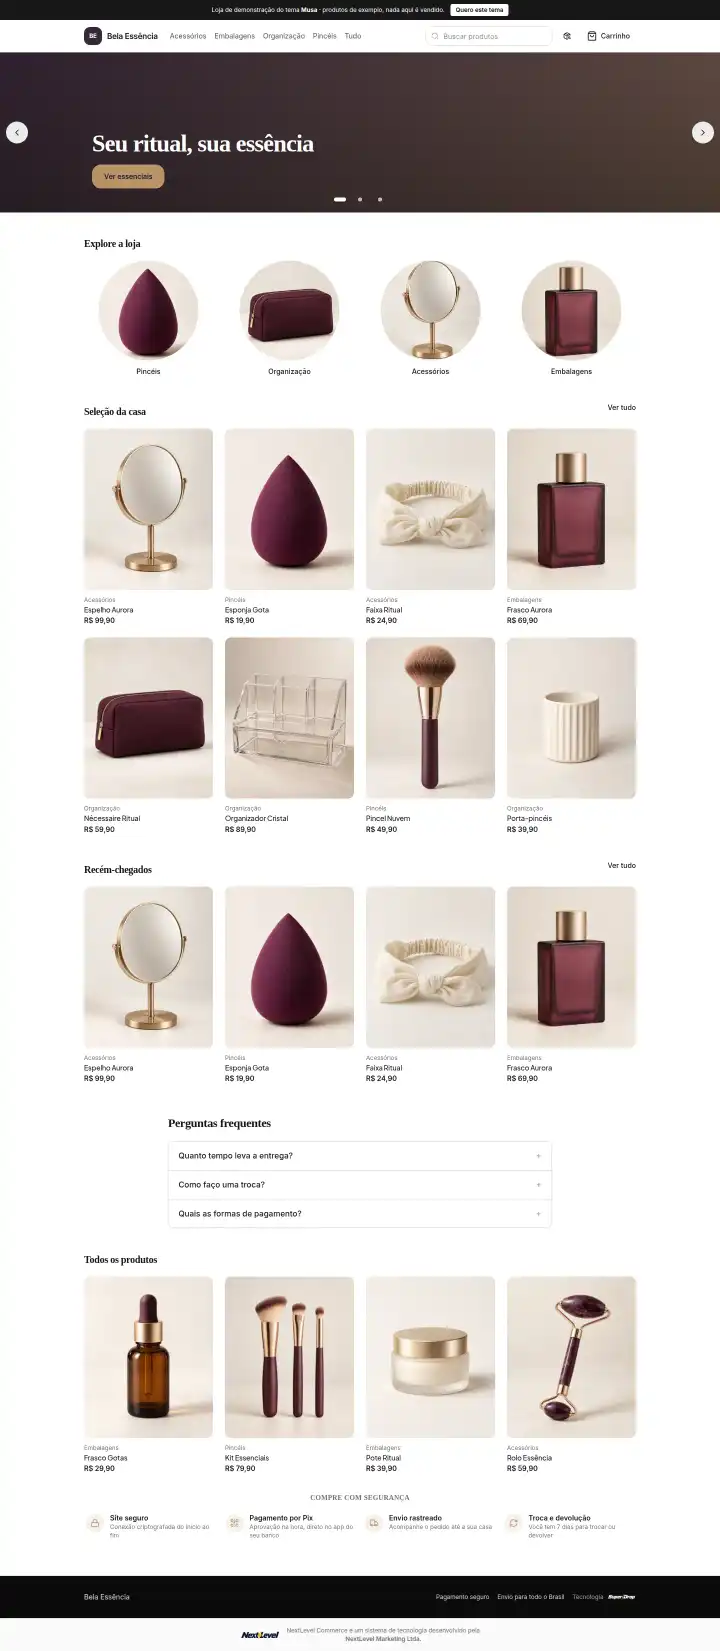 Loja de demonstração do tema Musa · produtos de exemplo, nada aqui é vendido. Quero este tema
BE Bela Essência Acessórios Embalagens Organização Pincéis Tudo Buscar produtos Carrinho
Seu ritual, sua essência
Ver essenciais
Explore a loja
Pincéis Organização Acessórios Embalagens
Seleção da casa Ver tudo
Acessórios Pincéis Acessórios Embalagens
Espelho Aurora Esponja Gota Faixa Ritual Frasco Aurora
R$ 99,90 R$ 19,90 R$ 24,90 R$ 69,90
Organização Organização Pincéis Organização
Nécessaire Ritual Organizador Cristal Pincel Nuvem Porta-pincéis
R$ 59,90 R$ 89,90 R$ 49,90 R$ 39,90
Recém-chegados Ver tudo
Acessórios Pincéis Acessórios Embalagens
Espelho Aurora Esponja Gota Faixa Ritual Frasco Aurora
R$ 99,90 R$ 19,90 R$ 24,90 R$ 69,90
Perguntas frequentes
Quanto tempo leva a entrega? +
Como faço uma troca? +
Quais as formas de pagamento? +
Todos os produtos
Embalagens Pincéis Embalagens Acessórios
Frasco Gotas Kit Essenciais Pote Ritual Rolo Essência
R$ 29,90 R$ 79,90 R$ 39,90 R$ 59,90
COMPRE COM SEGURANÇA
Site seguro
Conexão criptografada do início ao
fim
Pagamento por Pix
Aprovação na hora, direto no app do
seu banco
Envio rastreado
Acompanhe o pedido até a sua casa
Troca e devolução
Você tem 7 dias para trocar ou
devolver
Bela Essência Pagamento seguro Envio para todo o Brasil Tecnologia SuperDrop
NextLevel NextLevel Commerce é um sistema de tecnologia desenvolvido pela
NextLevel Marketing Ltda.